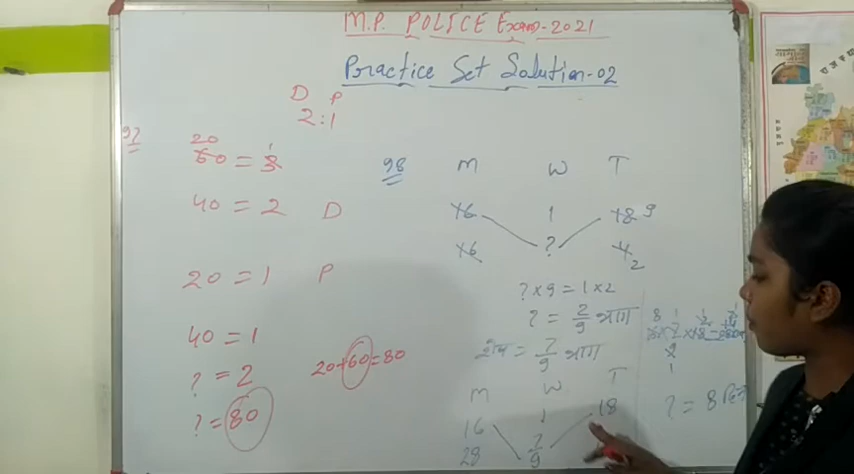 M.P. POLICE Exam-2021
Practice Set Solution-02
D P
2:1
97
20
60 = 3 1
40 = 2 D
20 = 1 P
40 = 1
? = 2
? = 80
20+60=80
98 M W T
16 1 18 9
16 ? 4 2
? x 9 = 1 x 2
? = 2/9 भाग
शेष = 7/9 भाग
M W T
16 1 18
28 7/9
? = 8 दिन